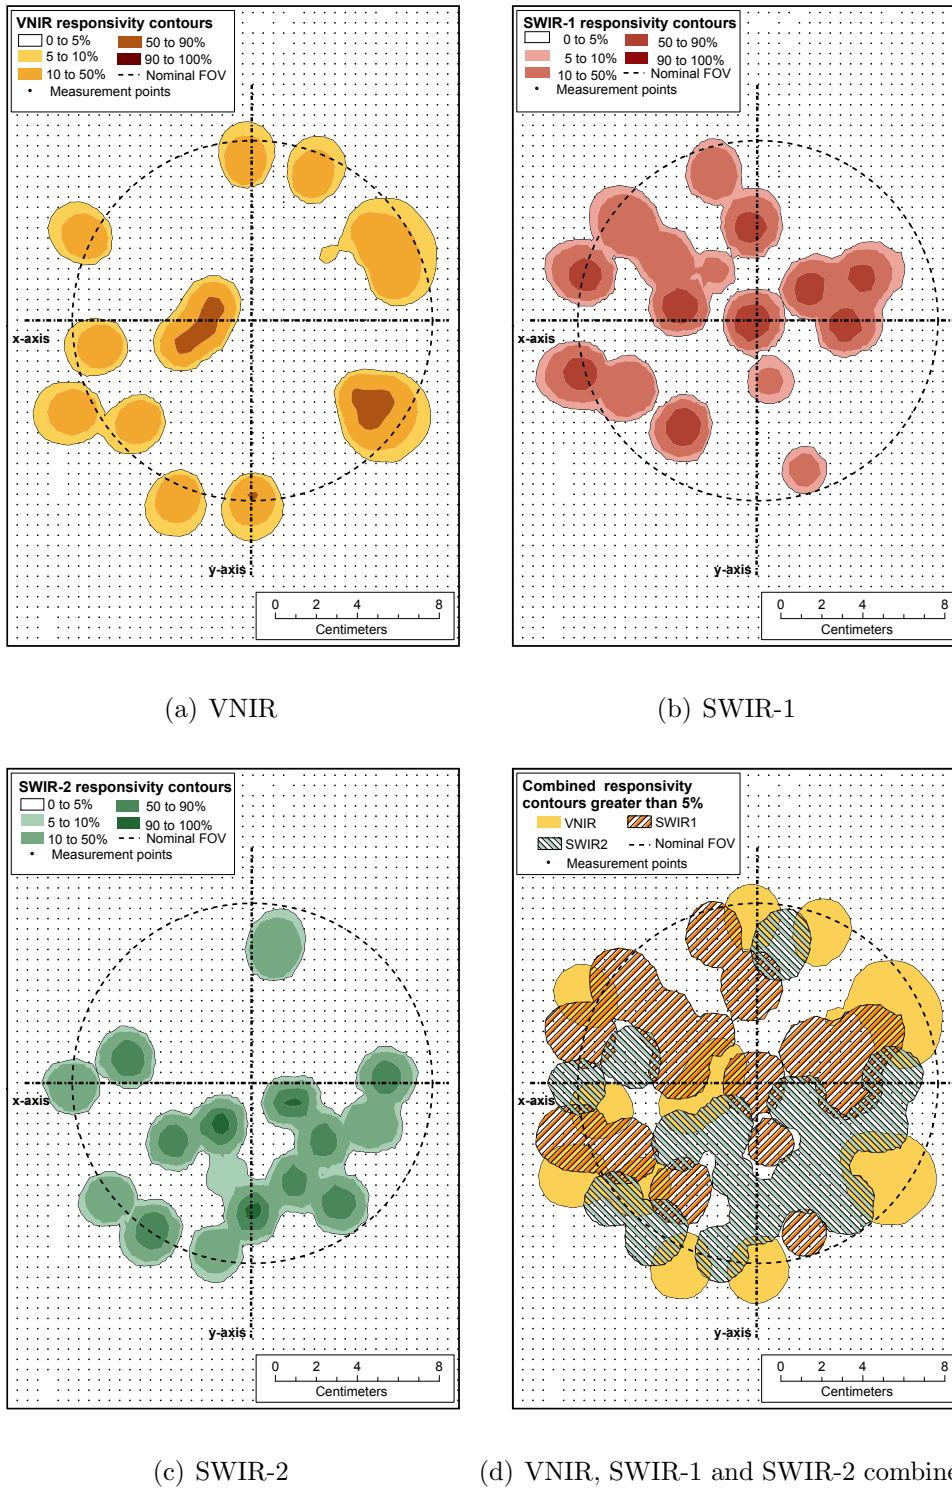 VNIR responsivity contours
0 to 5% 50 to 90%
5 to 10% 90 to 100%
10 to 50% Nominal FOV
Measurement points
x-axis
y-axis
0 2 4 8
Centimeters
(a) VNIR
SWIR-1 responsivity contours
0 to 5% 50 to 90%
5 to 10% 90 to 100%
10 to 50% Nominal FOV
Measurement points
x-axis
y-axis
0 2 4 8
Centimeters
(b) SWIR-1
SWIR-2 responsivity contours
0 to 5% 50 to 90%
5 to 10% 90 to 100%
10 to 50% Nominal FOV
Measurement points
x-axis
y-axis
0 2 4 8
Centimeters
(c) SWIR-2
Combined responsivity
contours greater than 5%
VNIR SWIR1
SWIR2 Nominal FOV
Measurement points
x-axis
y-axis
0 2 4 8
Centimeters
(d) VNIR, SWIR-1 and SWIR-2 combine